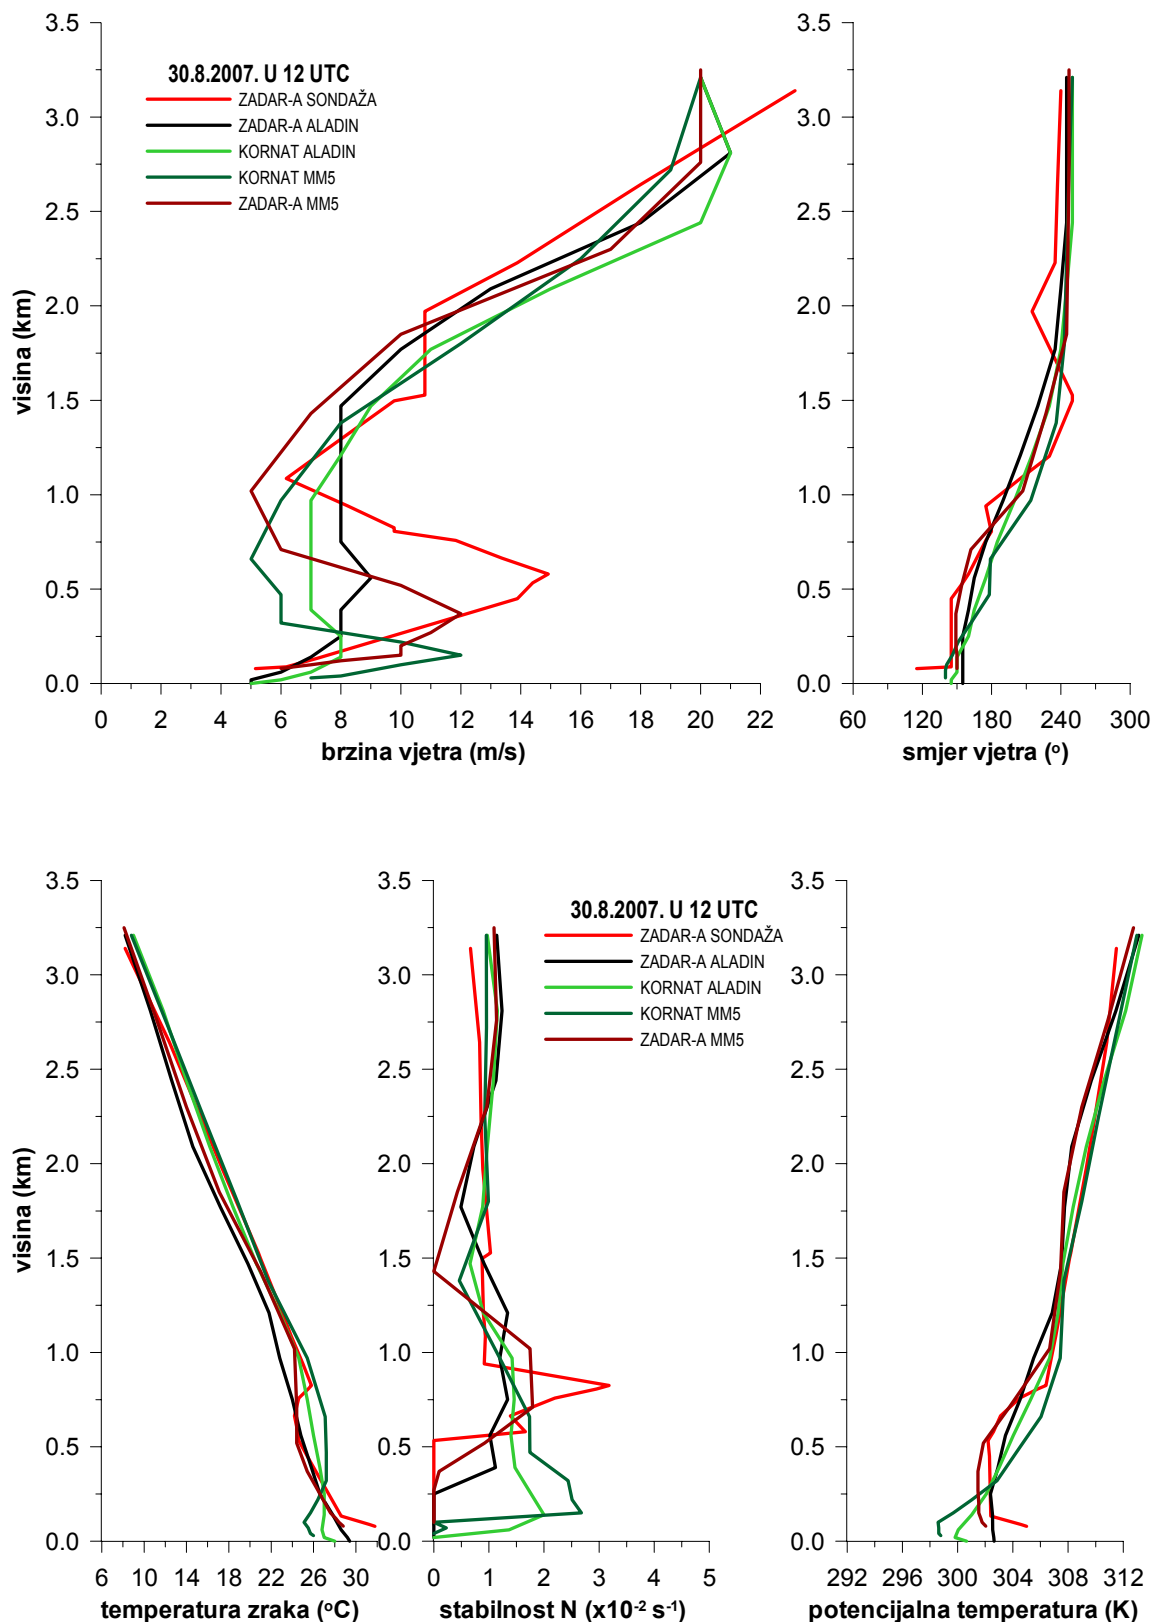 3.5
3.0
2.5
2.0
1.5
1.0
0.5
0.0
visina (km)
30.8.2007. U 12 UTC
ZADAR-A SONDAŽA
ZADAR-A ALADIN
KORNAT ALADIN
KORNAT MM5
ZADAR-A MM5
0 2 4 6 8 10 12 14 16 18 20 22
brzina vjetra (m/s)
3.5
3.0
2.5
2.0
1.5
1.0
0.5
0.0
60 120 180 240 300
smjer vjetra (º)
3.5
3.0
2.5
2.0
1.5
1.0
0.5
0.0
visina (km)
6 10 14 18 22 26 30
temperatura zraka (ºC)
3.5
3.0
2.5
2.0
1.5
1.0
0.5
0.0
30.8.2007. U 12 UTC
ZADAR-A SONDAŽA
ZADAR-A ALADIN
KORNAT ALADIN
KORNAT MM5
ZADAR-A MM5
0 1 2 3 4 5
stabilnost N (x10⁻² s⁻¹)
3.5
3.0
2.5
2.0
1.5
1.0
0.5
0.0
292 296 300 304 308 312
potencijalna temperatura (K)